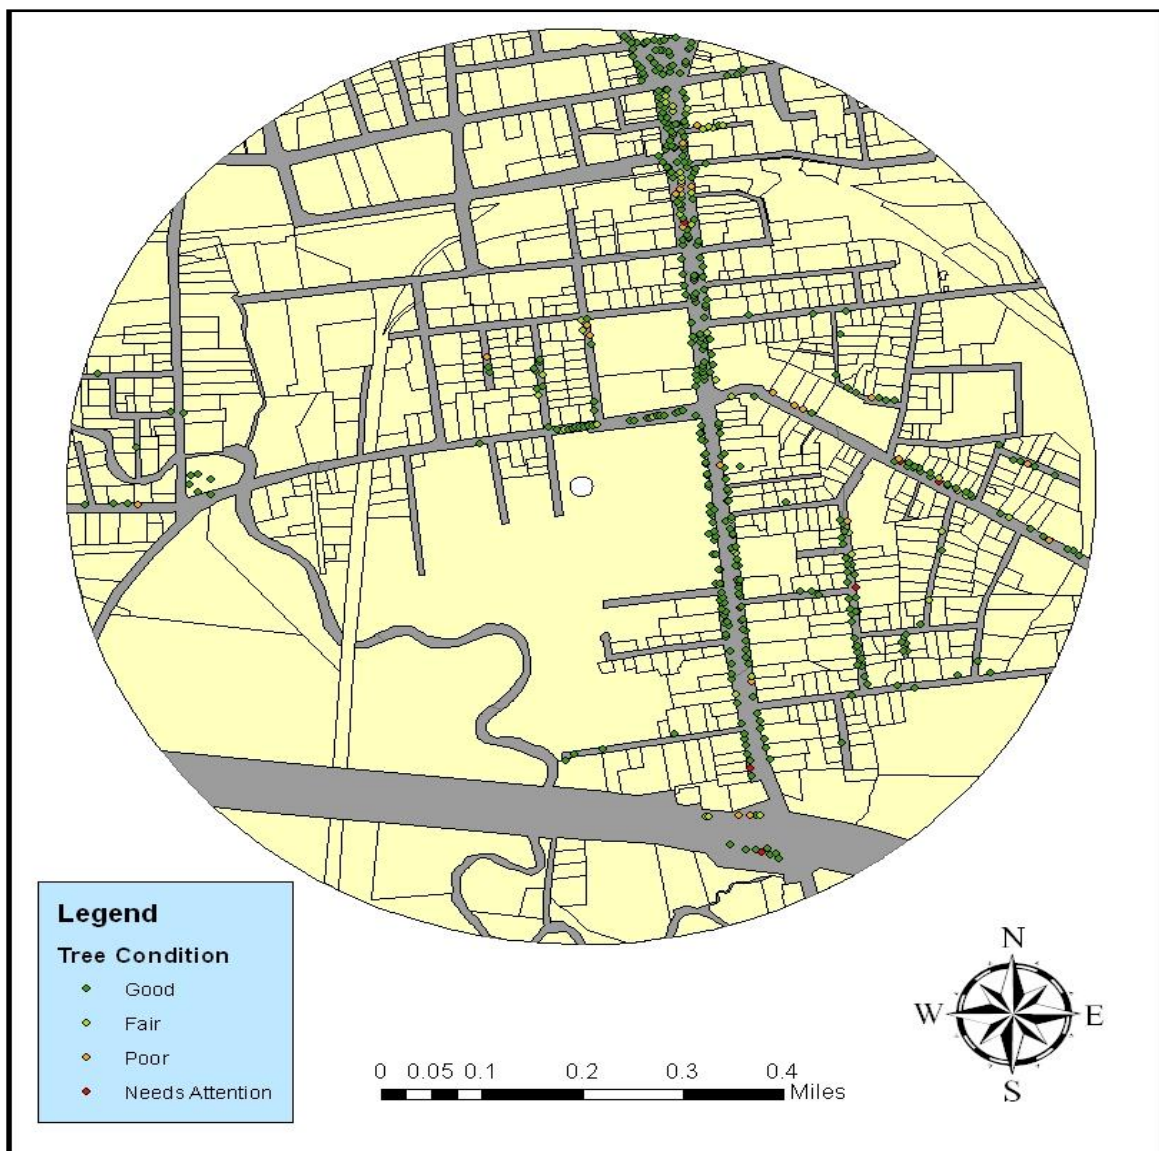 Legend
Tree Condition
Good
Fair
Poor
Needs Attention
0 0.05 0.1 0.2 0.3 0.4
Miles
N
W E
S